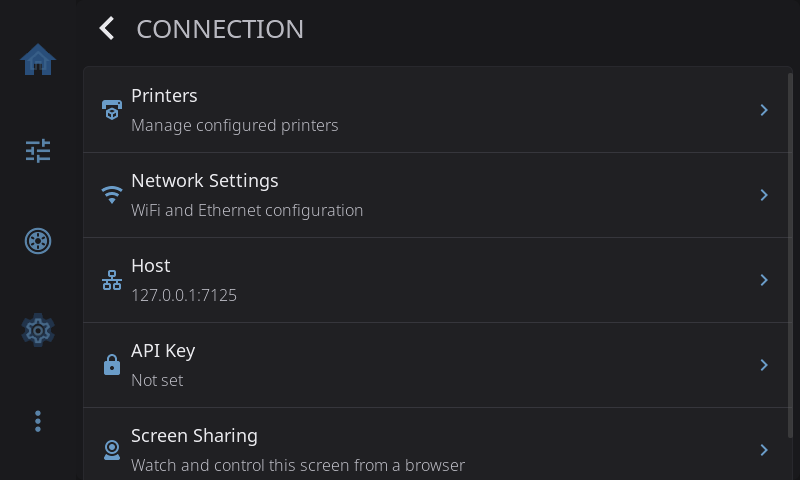 CONNECTION
Printers
Manage configured printers
Network Settings
WiFi and Ethernet configuration
Host
127.0.0.1:7125
API Key
Not set
Screen Sharing
Watch and control this screen from a browser